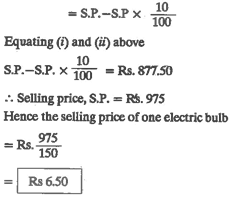 = S.P.–S.P × 10/100
Equating (i) and (ii) above
S.P.–S.P. × 10/100 = Rs. 877.50
∴ Selling price, S.P. = Rs. 975
Hence the selling price of one electric bulb
= Rs. 975/150
= Rs 6.50